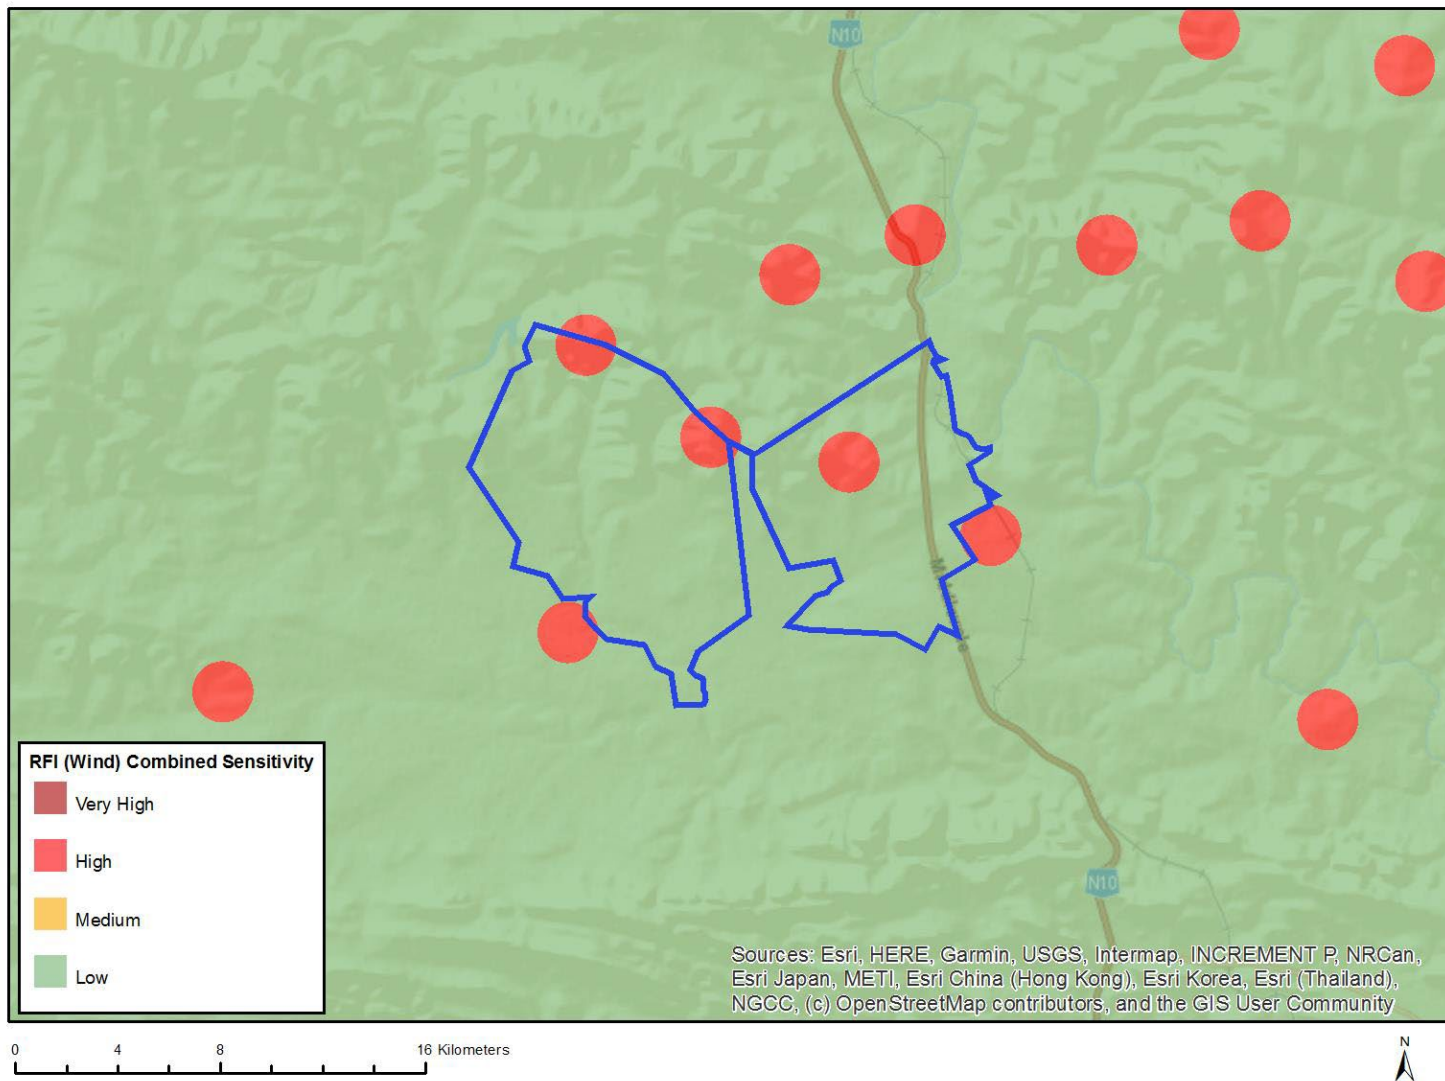 N10
RFI (Wind) Combined Sensitivity
Very High
High
Medium
Low
N10
Sources: Esri, HERE, Garmin, USGS, Intermap, INCREMENT P, NRCan,
Esri Japan, METI, Esri China (Hong Kong), Esri Korea, Esri (Thailand),
NGCC, (c) OpenStreetMap contributors, and the GIS User Community
0 4 8 16 Kilometers
N